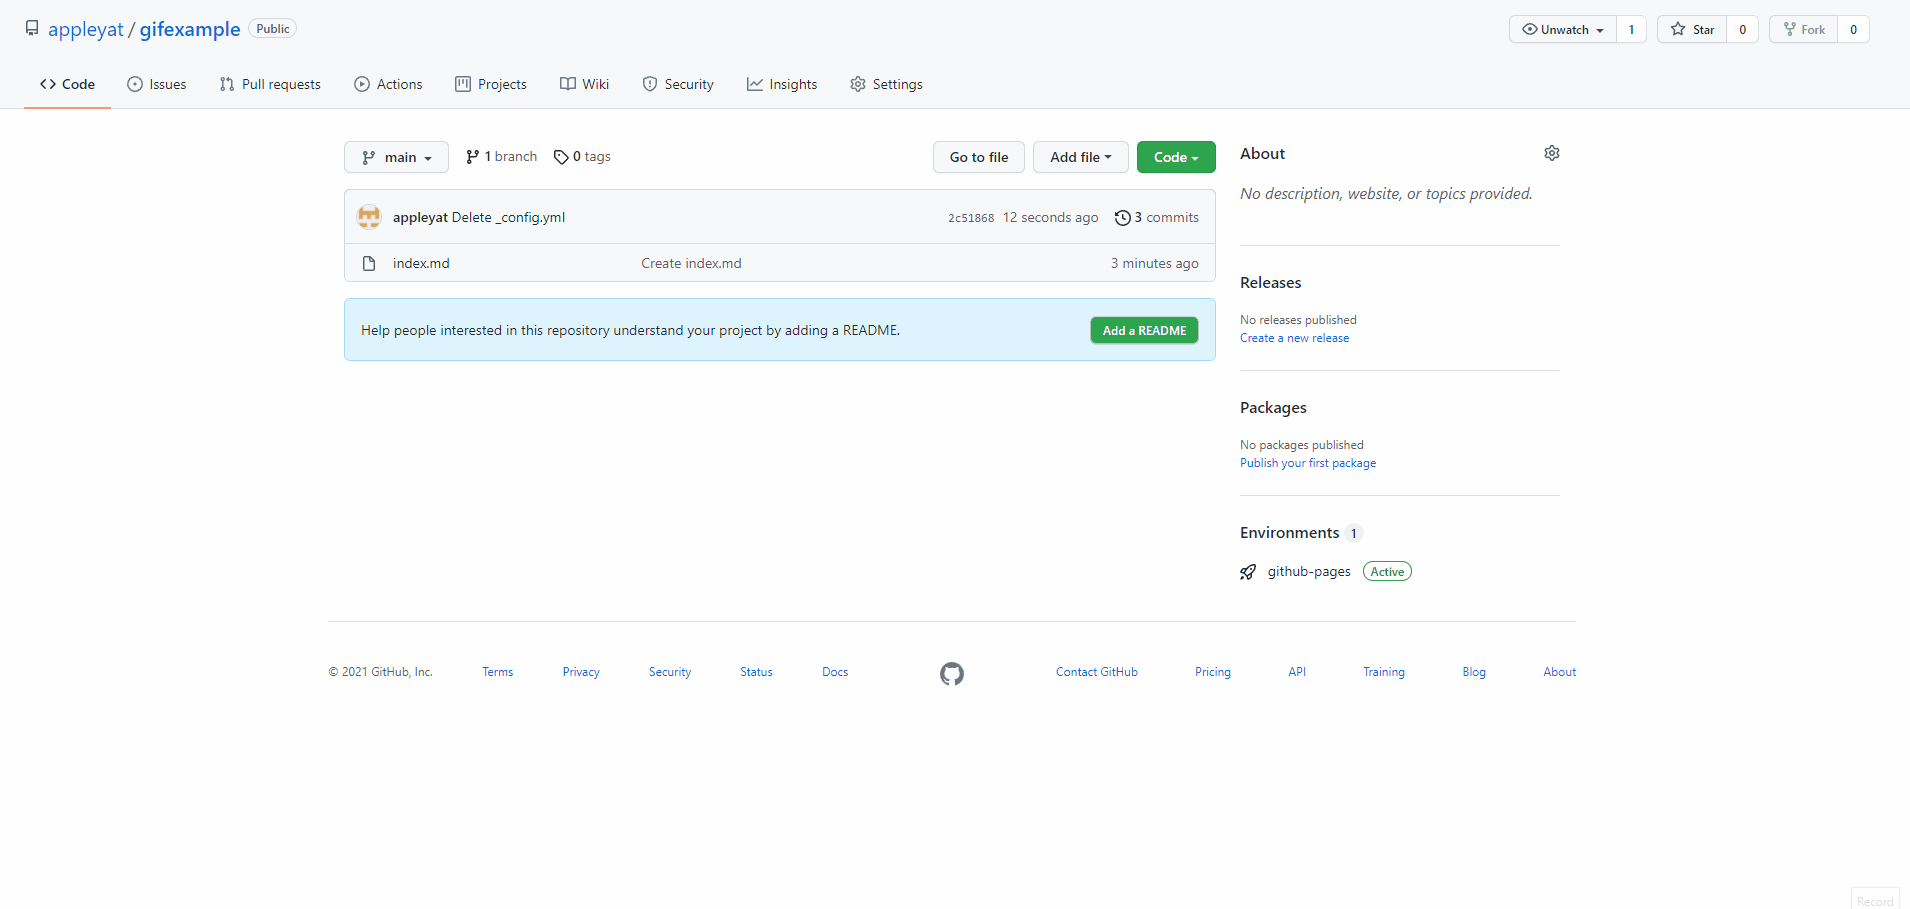 appleyat / gifexample Public
Unwatch 1 Star 0 Fork 0
Code Issues Pull requests Actions Projects Wiki Security Insights Settings
main 1 branch 0 tags Go to file Add file Code
appleyat Delete _config.yml 2c51868 12 seconds ago 3 commits
index.md Create index.md 3 minutes ago
Help people interested in this repository understand your project by adding a README. Add a README
About
No description, website, or topics provided.
Releases
No releases published
Create a new release
Packages
No packages published
Publish your first package
Environments 1
github-pages Active
© 2021 GitHub, Inc. Terms Privacy Security Status Docs Contact GitHub Pricing API Training Blog About
Record